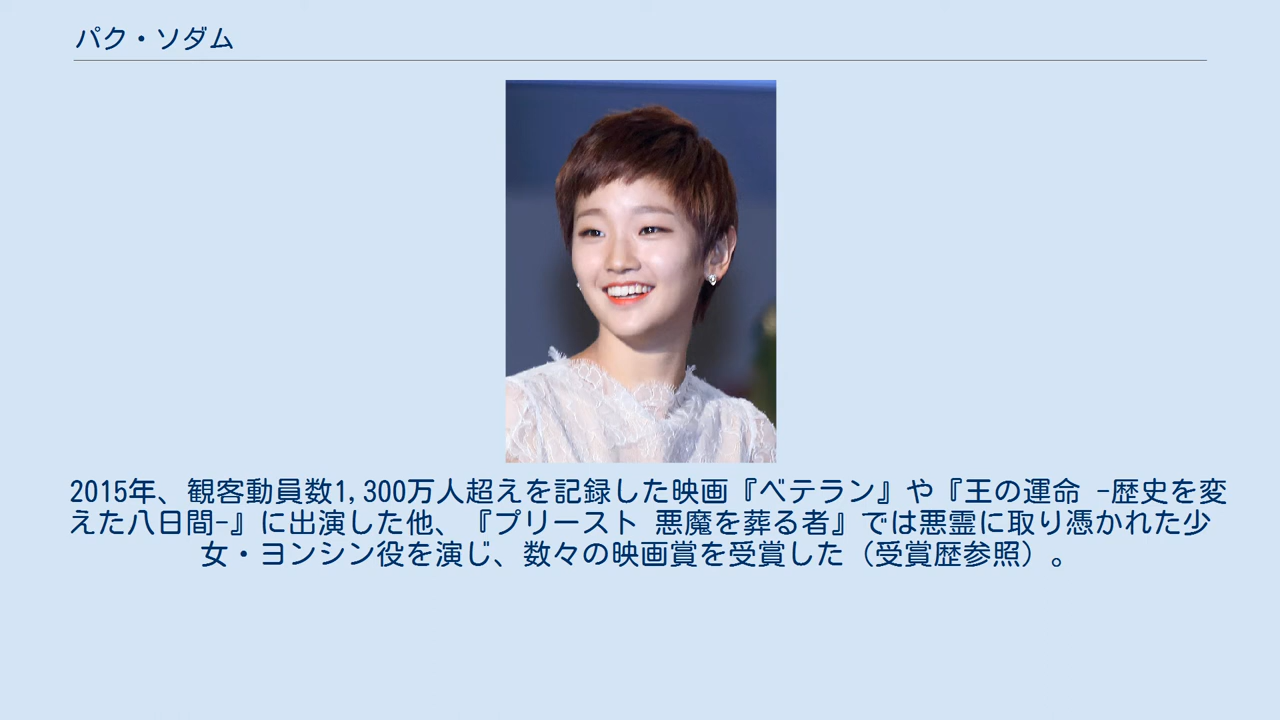 パク・ソダム
2015年、観客動員数1,300万人超えを記録した映画『ベテラン』や『王の運命 -歴史を変
えた八日間-』に出演した他、『プリースト 悪魔を葬る者』では悪霊に取り憑かれた少
女・ヨンシン役を演じ、数々の映画賞を受賞した（受賞歴参照）。